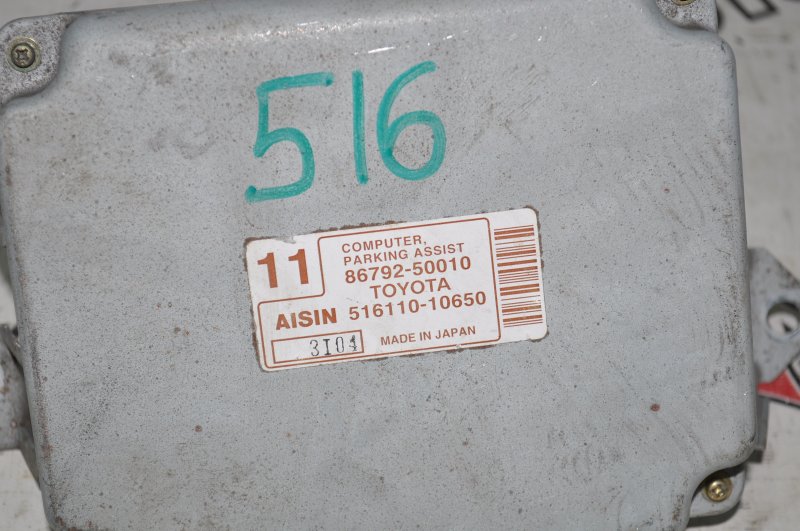 516
11
COMPUTER,
PARKING ASSIST
86792-50010
TOYOTA
AISIN 516110-10650
3I04
MADE IN JAPAN